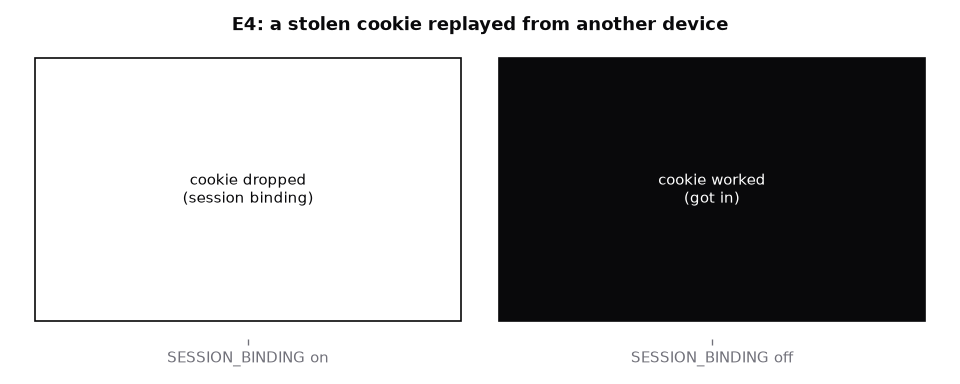 E4: a stolen cookie replayed from another device
cookie dropped
(session binding)
cookie worked
(got in)
SESSION_BINDING on
SESSION_BINDING off